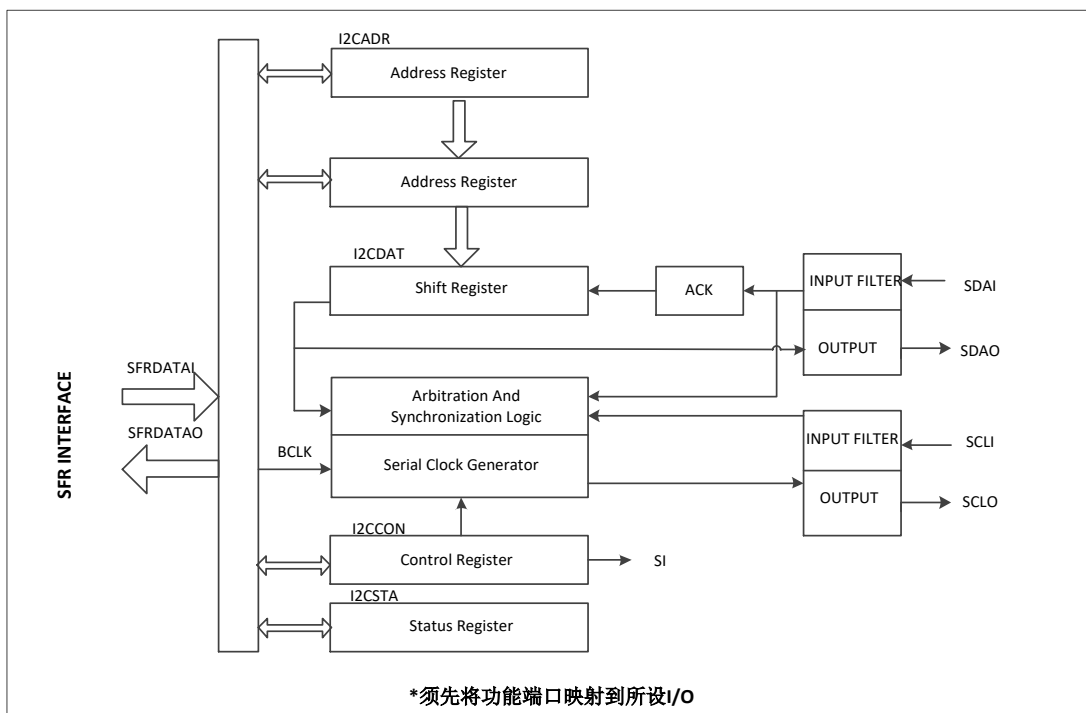 I2CADR
Address Register
Address Register
I2CDAT
Shift Register
ACK
INPUT FILTER
SDAI
OUTPUT
SDAO
SFR INTERFACE
SFRDATAI
SFRDATAO
Arbitration And
Synchronization Logic
BCLK
Serial Clock Generator
INPUT FILTER
SCLI
OUTPUT
SCLO
I2CCON
Control Register
SI
I2CSTA
Status Register
*须先将功能端口映射到所设I/O